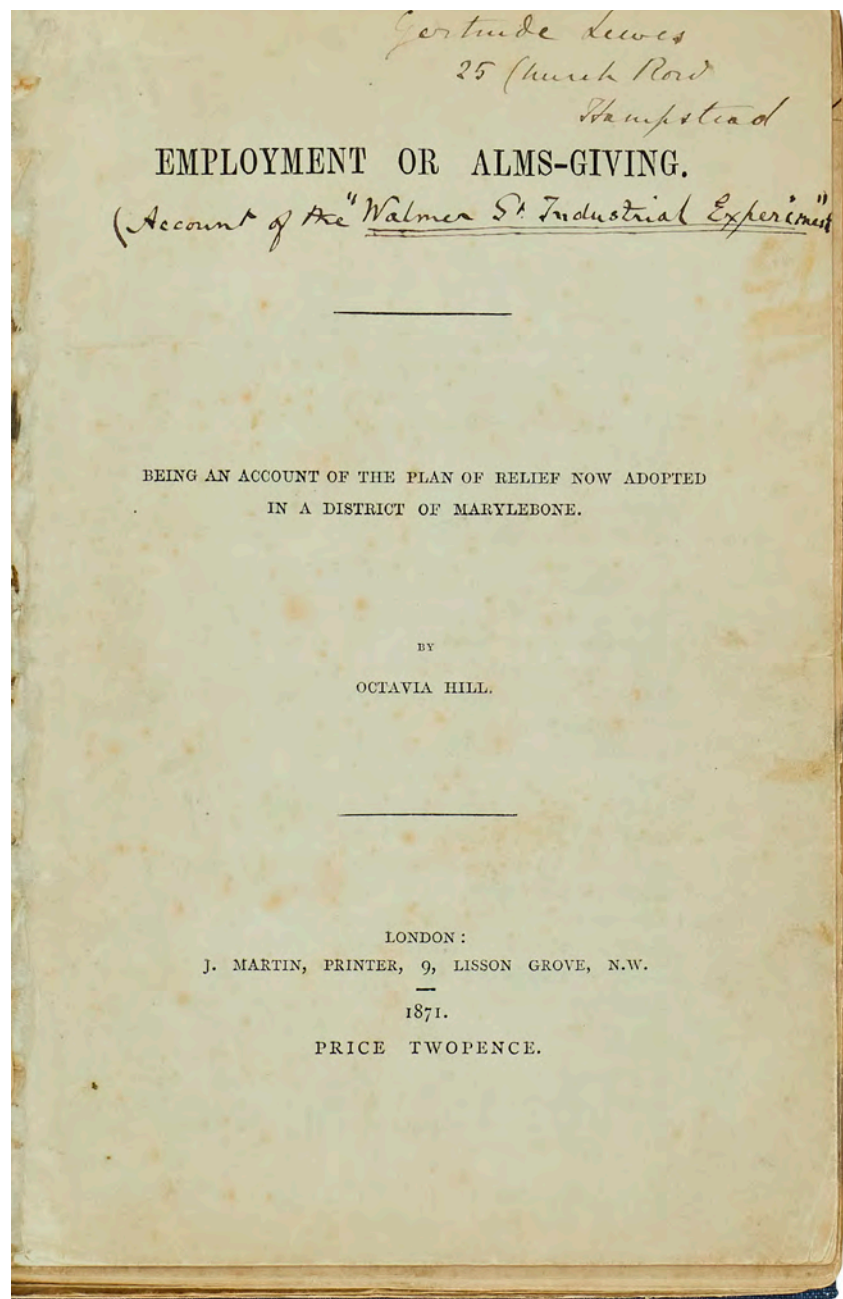 Gertrude Lewes
25 Church Row
Hampstead
EMPLOYMENT OR ALMS-GIVING.
(Account of the "Walmer St Industrial Experiment"
BEING AN ACCOUNT OF THE PLAN OF RELIEF NOW ADOPTED
IN A DISTRICT OF MARYLEBONE.
BY
OCTAVIA HILL.
LONDON:
J. MARTIN, PRINTER, 9, LISSON GROVE, N.W.
1871.
PRICE TWOPENCE.